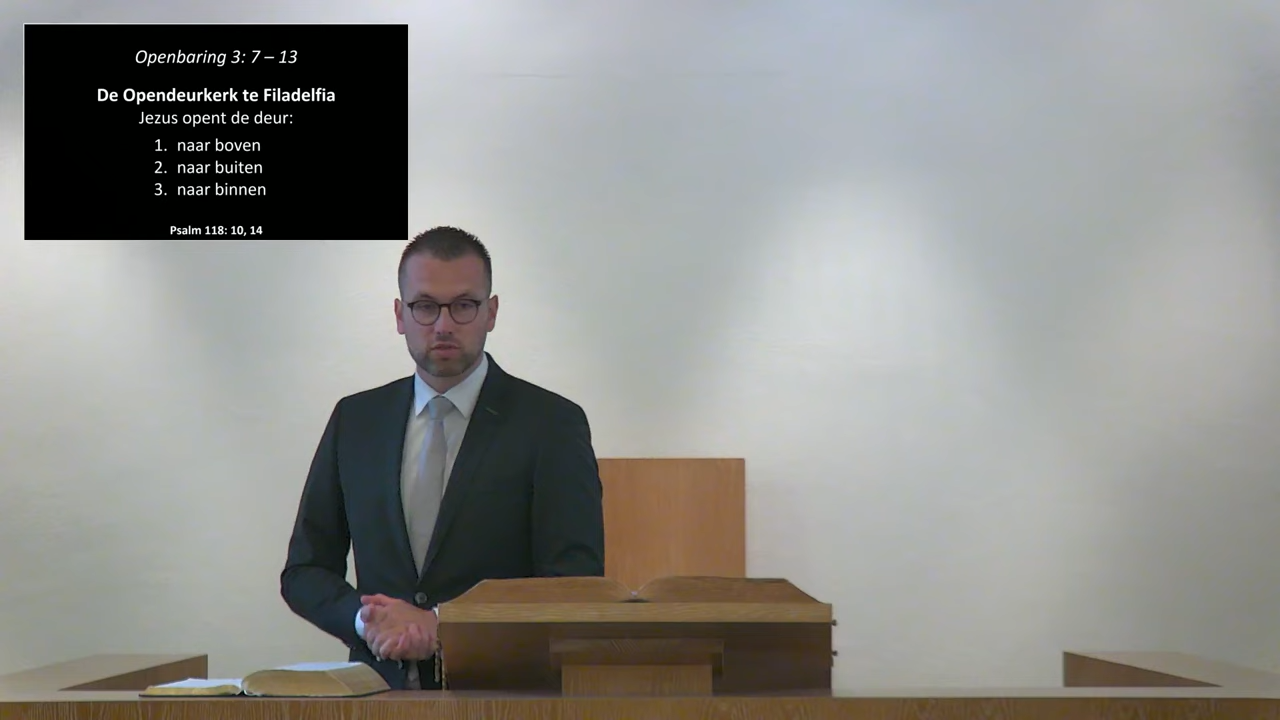 Openbaring 3: 7 – 13
De Opendeurkerk te Filadelfia
Jezus opent de deur:
1. naar boven
2. naar buiten
3. naar binnen
Psalm 118: 10, 14